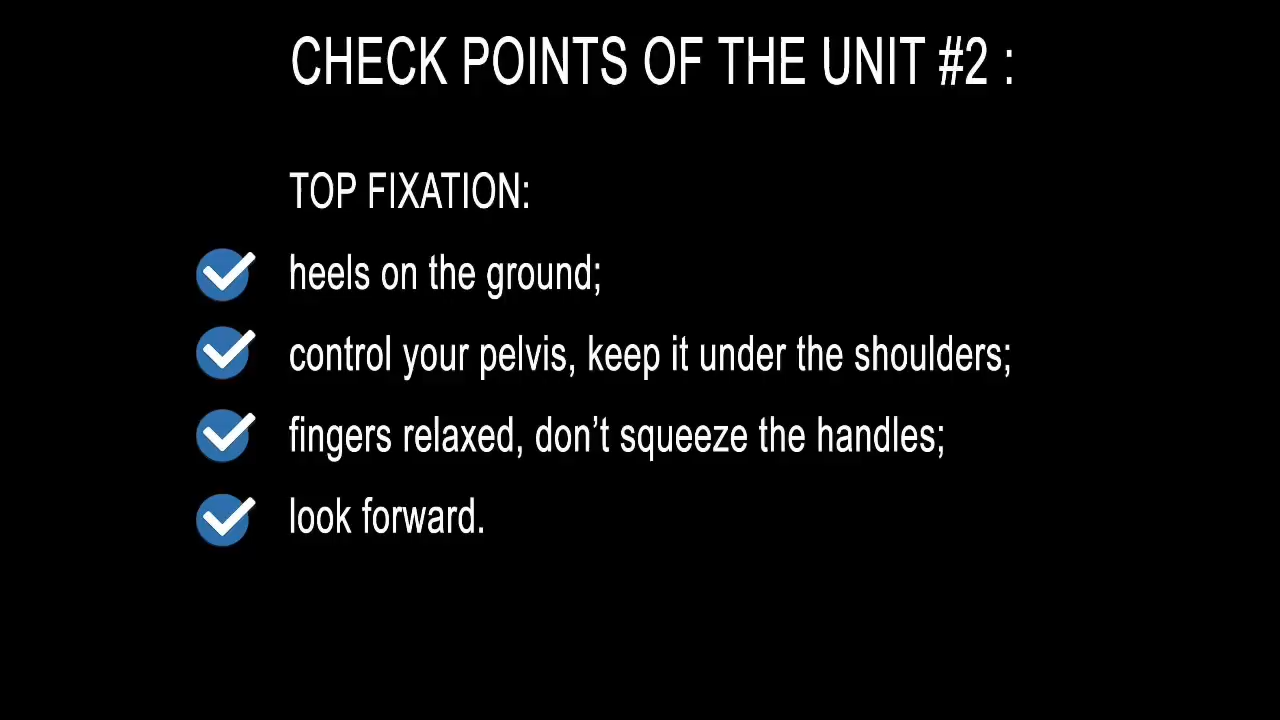 CHECK POINTS OF THE UNIT #2 :
TOP FIXATION:
heels on the ground;
control your pelvis, keep it under the shoulders;
fingers relaxed, don’t squeeze the handles;
look forward.